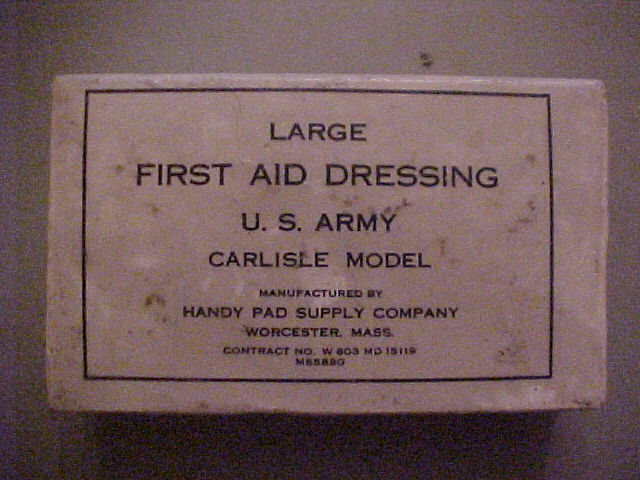 LARGE
FIRST AID DRESSING
U. S. ARMY
CARLISLE MODEL
MANUFACTURED BY
HANDY PAD SUPPLY COMPANY
WORCESTER, MASS.
CONTRACT NO. W 803 MD 15119
M55880